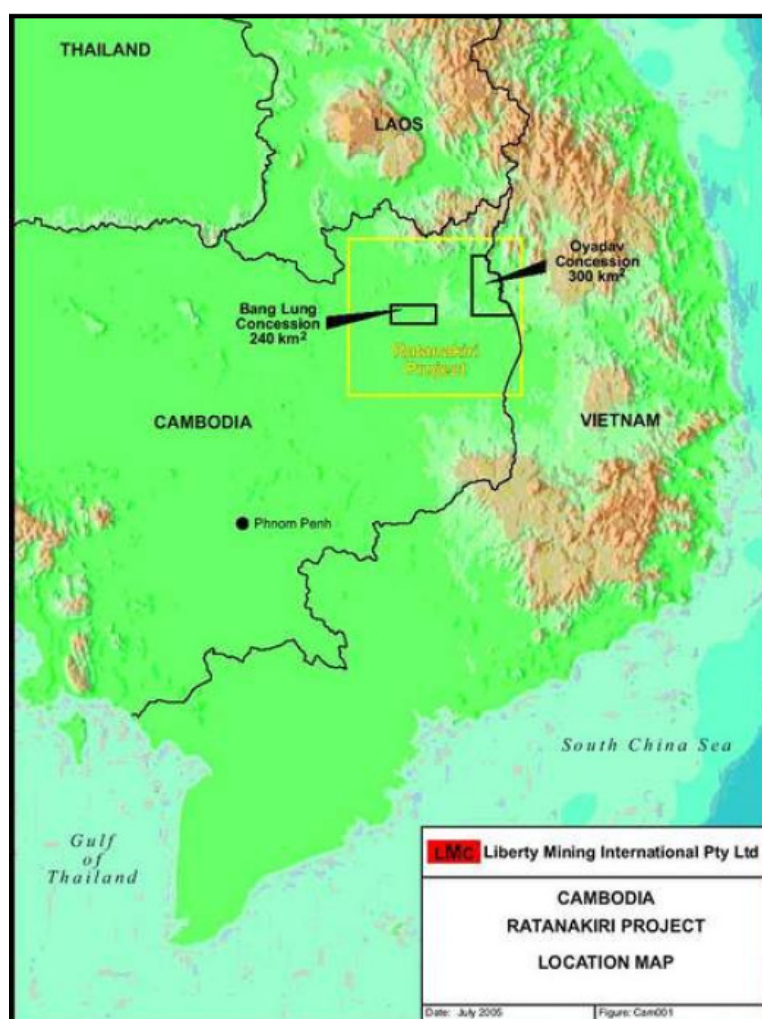 THAILAND
LAOS
Oyadav
Concession
300 km²
Bang Lung
Concession
240 km²
Ratanakiri
Project
CAMBODIA
VIETNAM
Phnom Penh
South China Sea
Gulf
of
Thailand
LMC Liberty Mining International Pty Ltd
CAMBODIA
RATANAKIRI PROJECT
LOCATION MAP
Date: July 2005 Figure: Cam001